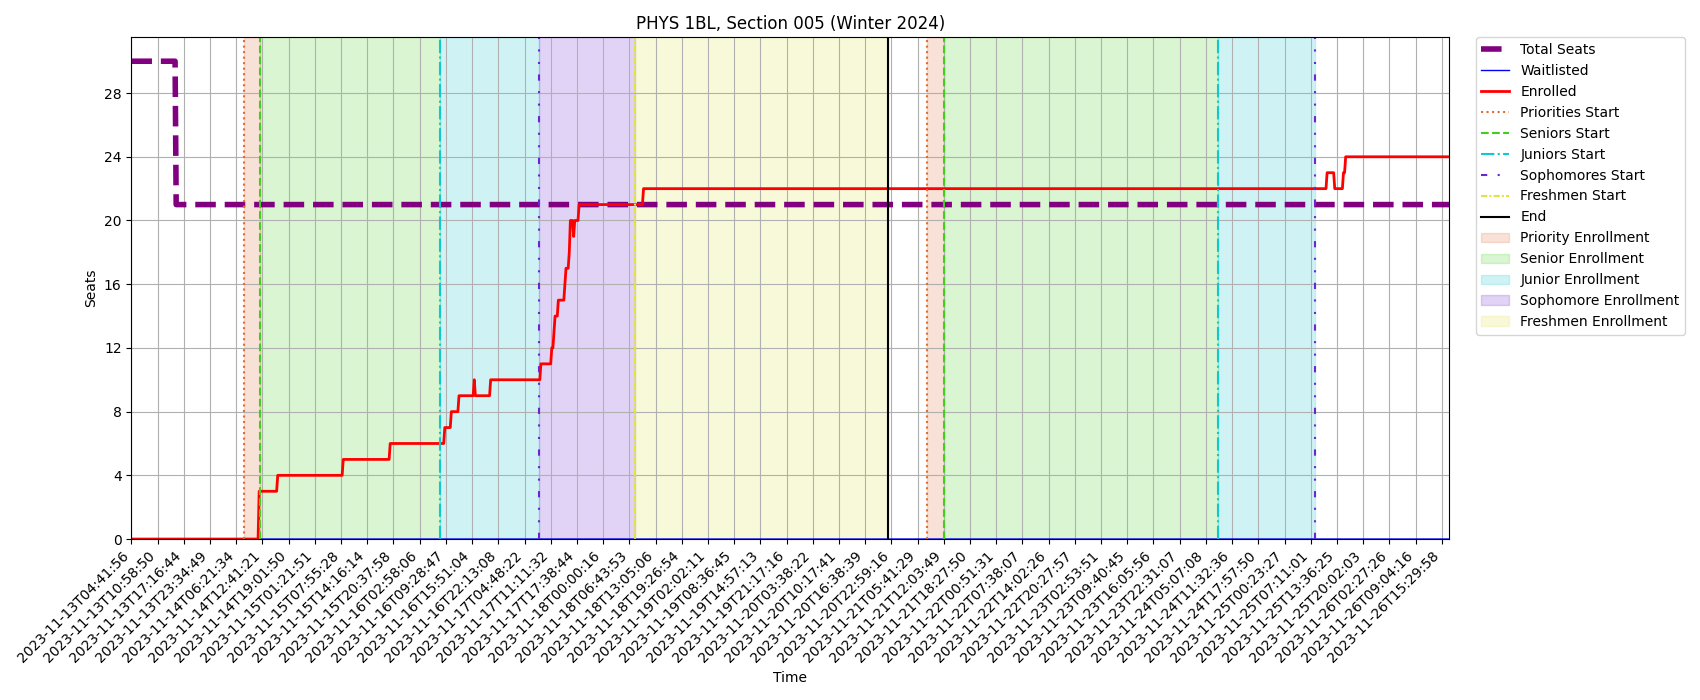 PHYS 1BL, Section 005 (Winter 2024)
Seats
28
24
20
16
12
8
4
0
2023-11-13T04:41:56
2023-11-13T10:58:50
2023-11-13T17:16:44
2023-11-13T23:34:49
2023-11-14T06:21:34
2023-11-14T12:41:21
2023-11-14T19:01:50
2023-11-15T01:21:51
2023-11-15T07:55:28
2023-11-15T14:16:14
2023-11-15T20:37:58
2023-11-16T02:58:06
2023-11-16T09:28:47
2023-11-16T15:51:04
2023-11-16T22:13:08
2023-11-17T04:48:22
2023-11-17T11:11:32
2023-11-17T17:38:44
2023-11-18T00:00:16
2023-11-18T06:43:53
2023-11-18T13:05:06
2023-11-18T19:26:54
2023-11-19T02:02:11
2023-11-19T08:36:45
2023-11-19T14:57:13
2023-11-19T21:17:16
2023-11-20T03:38:22
2023-11-20T10:17:41
2023-11-20T16:38:39
2023-11-20T22:59:16
2023-11-21T05:41:29
2023-11-21T12:03:49
2023-11-21T18:27:50
2023-11-22T00:51:31
2023-11-22T07:38:07
2023-11-22T14:02:26
2023-11-22T20:27:57
2023-11-23T02:53:51
2023-11-23T09:40:45
2023-11-23T16:05:56
2023-11-23T22:31:07
2023-11-24T05:07:08
2023-11-24T11:32:36
2023-11-24T17:57:50
2023-11-25T00:23:27
2023-11-25T07:11:01
2023-11-25T13:36:25
2023-11-25T20:02:03
2023-11-26T02:27:26
2023-11-26T09:04:16
2023-11-26T15:29:58
Time
Total Seats
Waitlisted
Enrolled
Priorities Start
Seniors Start
Juniors Start
Sophomores Start
Freshmen Start
End
Priority Enrollment
Senior Enrollment
Junior Enrollment
Sophomore Enrollment
Freshmen Enrollment